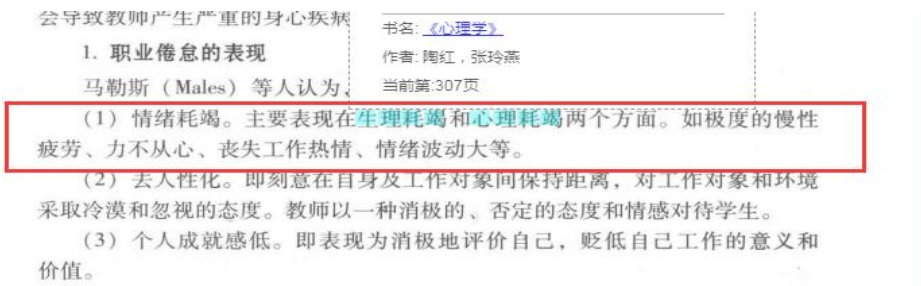 会导致教师产生严重的身心疾病
书名:《心理学》
作者:陶红，张玲燕
当前第:307页
1. 职业倦怠的表现
马勒斯（Males）等人认为
（1）情绪耗竭。主要表现在生理耗竭和心理耗竭两个方面。如极度的慢性
疲劳、力不从心、丧失工作热情、情绪波动大等。
（2）去人性化。即刻意在自身及工作对象间保持距离，对工作对象和环境
采取冷漠和忽视的态度。教师以一种消极的、否定的态度和情感对待学生。
（3）个人成就感低。即表现为消极地评价自己，贬低自己工作的意义和
价值。